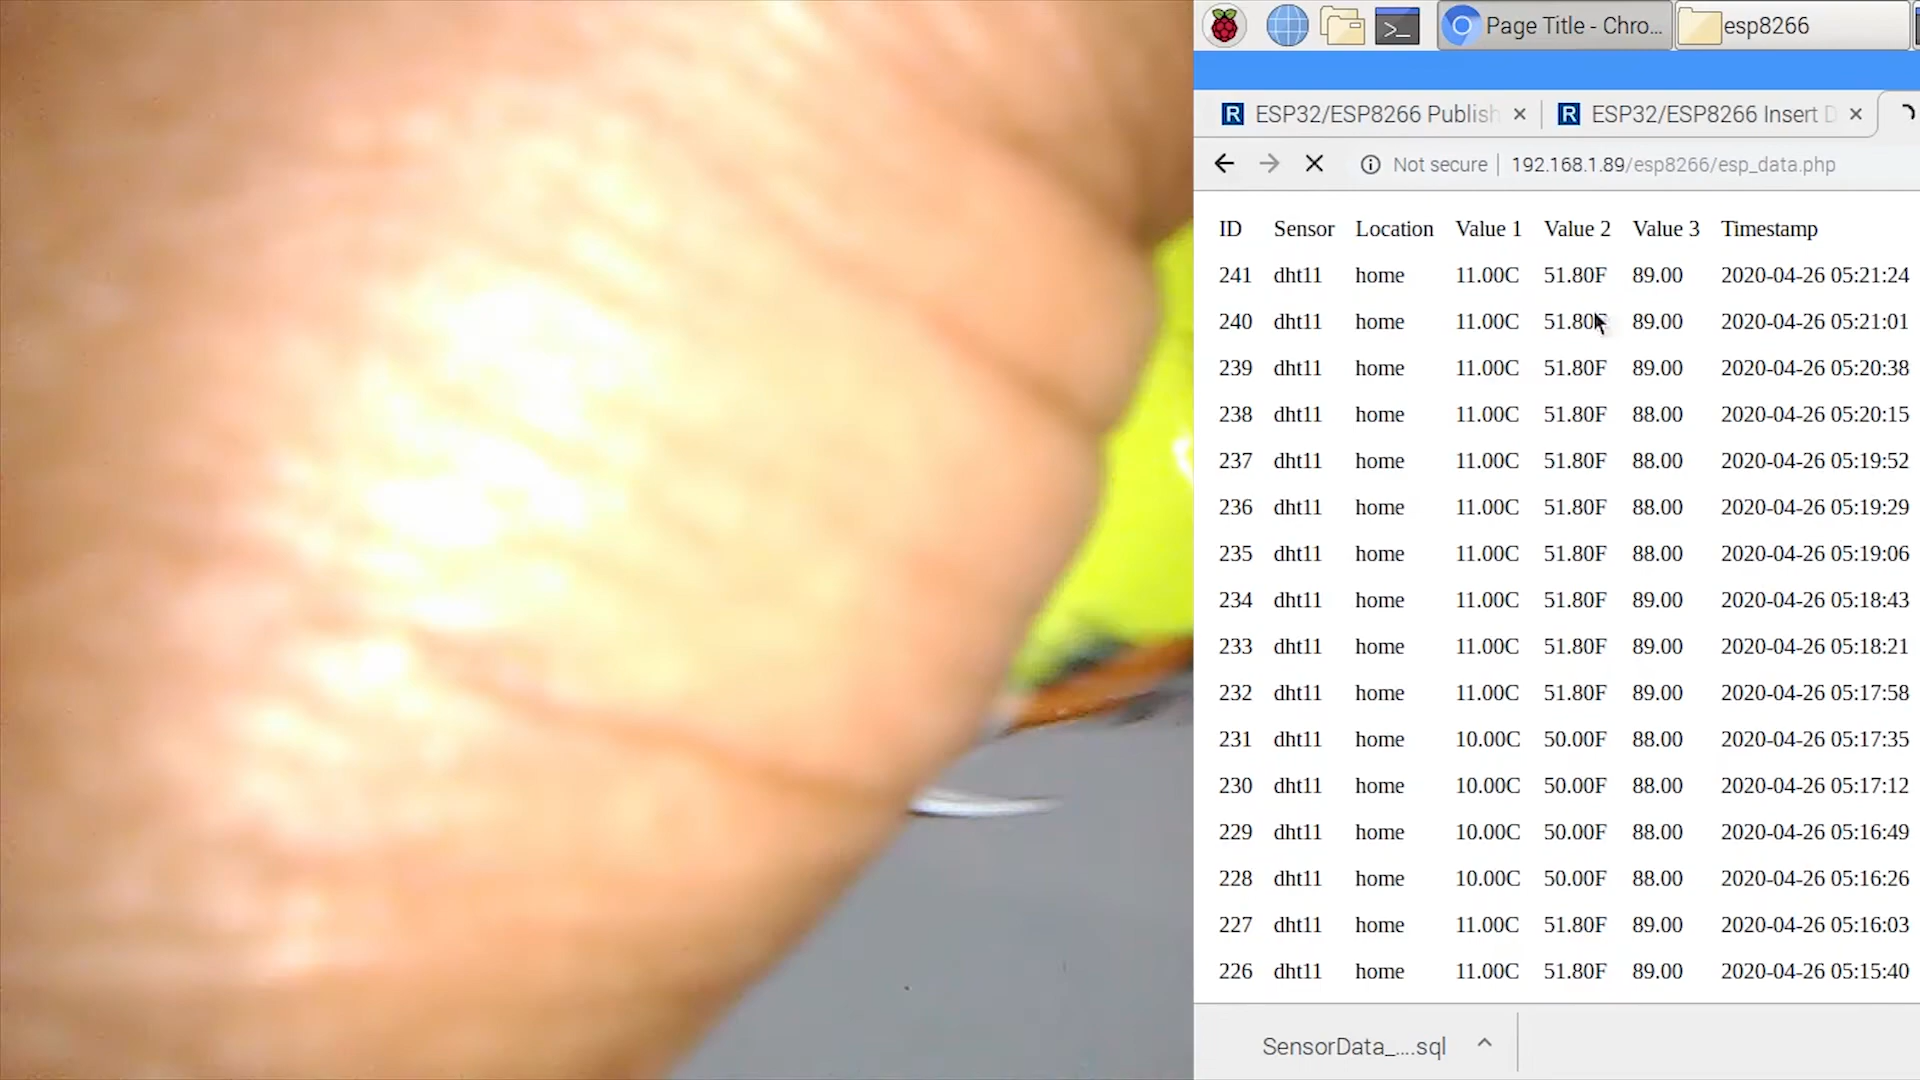 Page Title - Chro... esp8266
ESP32/ESP8266 Publish ESP32/ESP8266 Insert D
Not secure 192.168.1.89/esp8266/esp_data.php
ID Sensor Location Value 1 Value 2 Value 3 Timestamp
241 dht11 home 11.00C 51.80F 89.00 2020-04-26 05:21:24
240 dht11 home 11.00C 51.80F 89.00 2020-04-26 05:21:01
239 dht11 home 11.00C 51.80F 89.00 2020-04-26 05:20:38
238 dht11 home 11.00C 51.80F 88.00 2020-04-26 05:20:15
237 dht11 home 11.00C 51.80F 88.00 2020-04-26 05:19:52
236 dht11 home 11.00C 51.80F 88.00 2020-04-26 05:19:29
235 dht11 home 11.00C 51.80F 88.00 2020-04-26 05:19:06
234 dht11 home 11.00C 51.80F 89.00 2020-04-26 05:18:43
233 dht11 home 11.00C 51.80F 89.00 2020-04-26 05:18:21
232 dht11 home 11.00C 51.80F 89.00 2020-04-26 05:17:58
231 dht11 home 10.00C 50.00F 88.00 2020-04-26 05:17:35
230 dht11 home 10.00C 50.00F 88.00 2020-04-26 05:17:12
229 dht11 home 10.00C 50.00F 88.00 2020-04-26 05:16:49
228 dht11 home 10.00C 50.00F 88.00 2020-04-26 05:16:26
227 dht11 home 11.00C 51.80F 89.00 2020-04-26 05:16:03
226 dht11 home 11.00C 51.80F 89.00 2020-04-26 05:15:40
SensorData_....sql